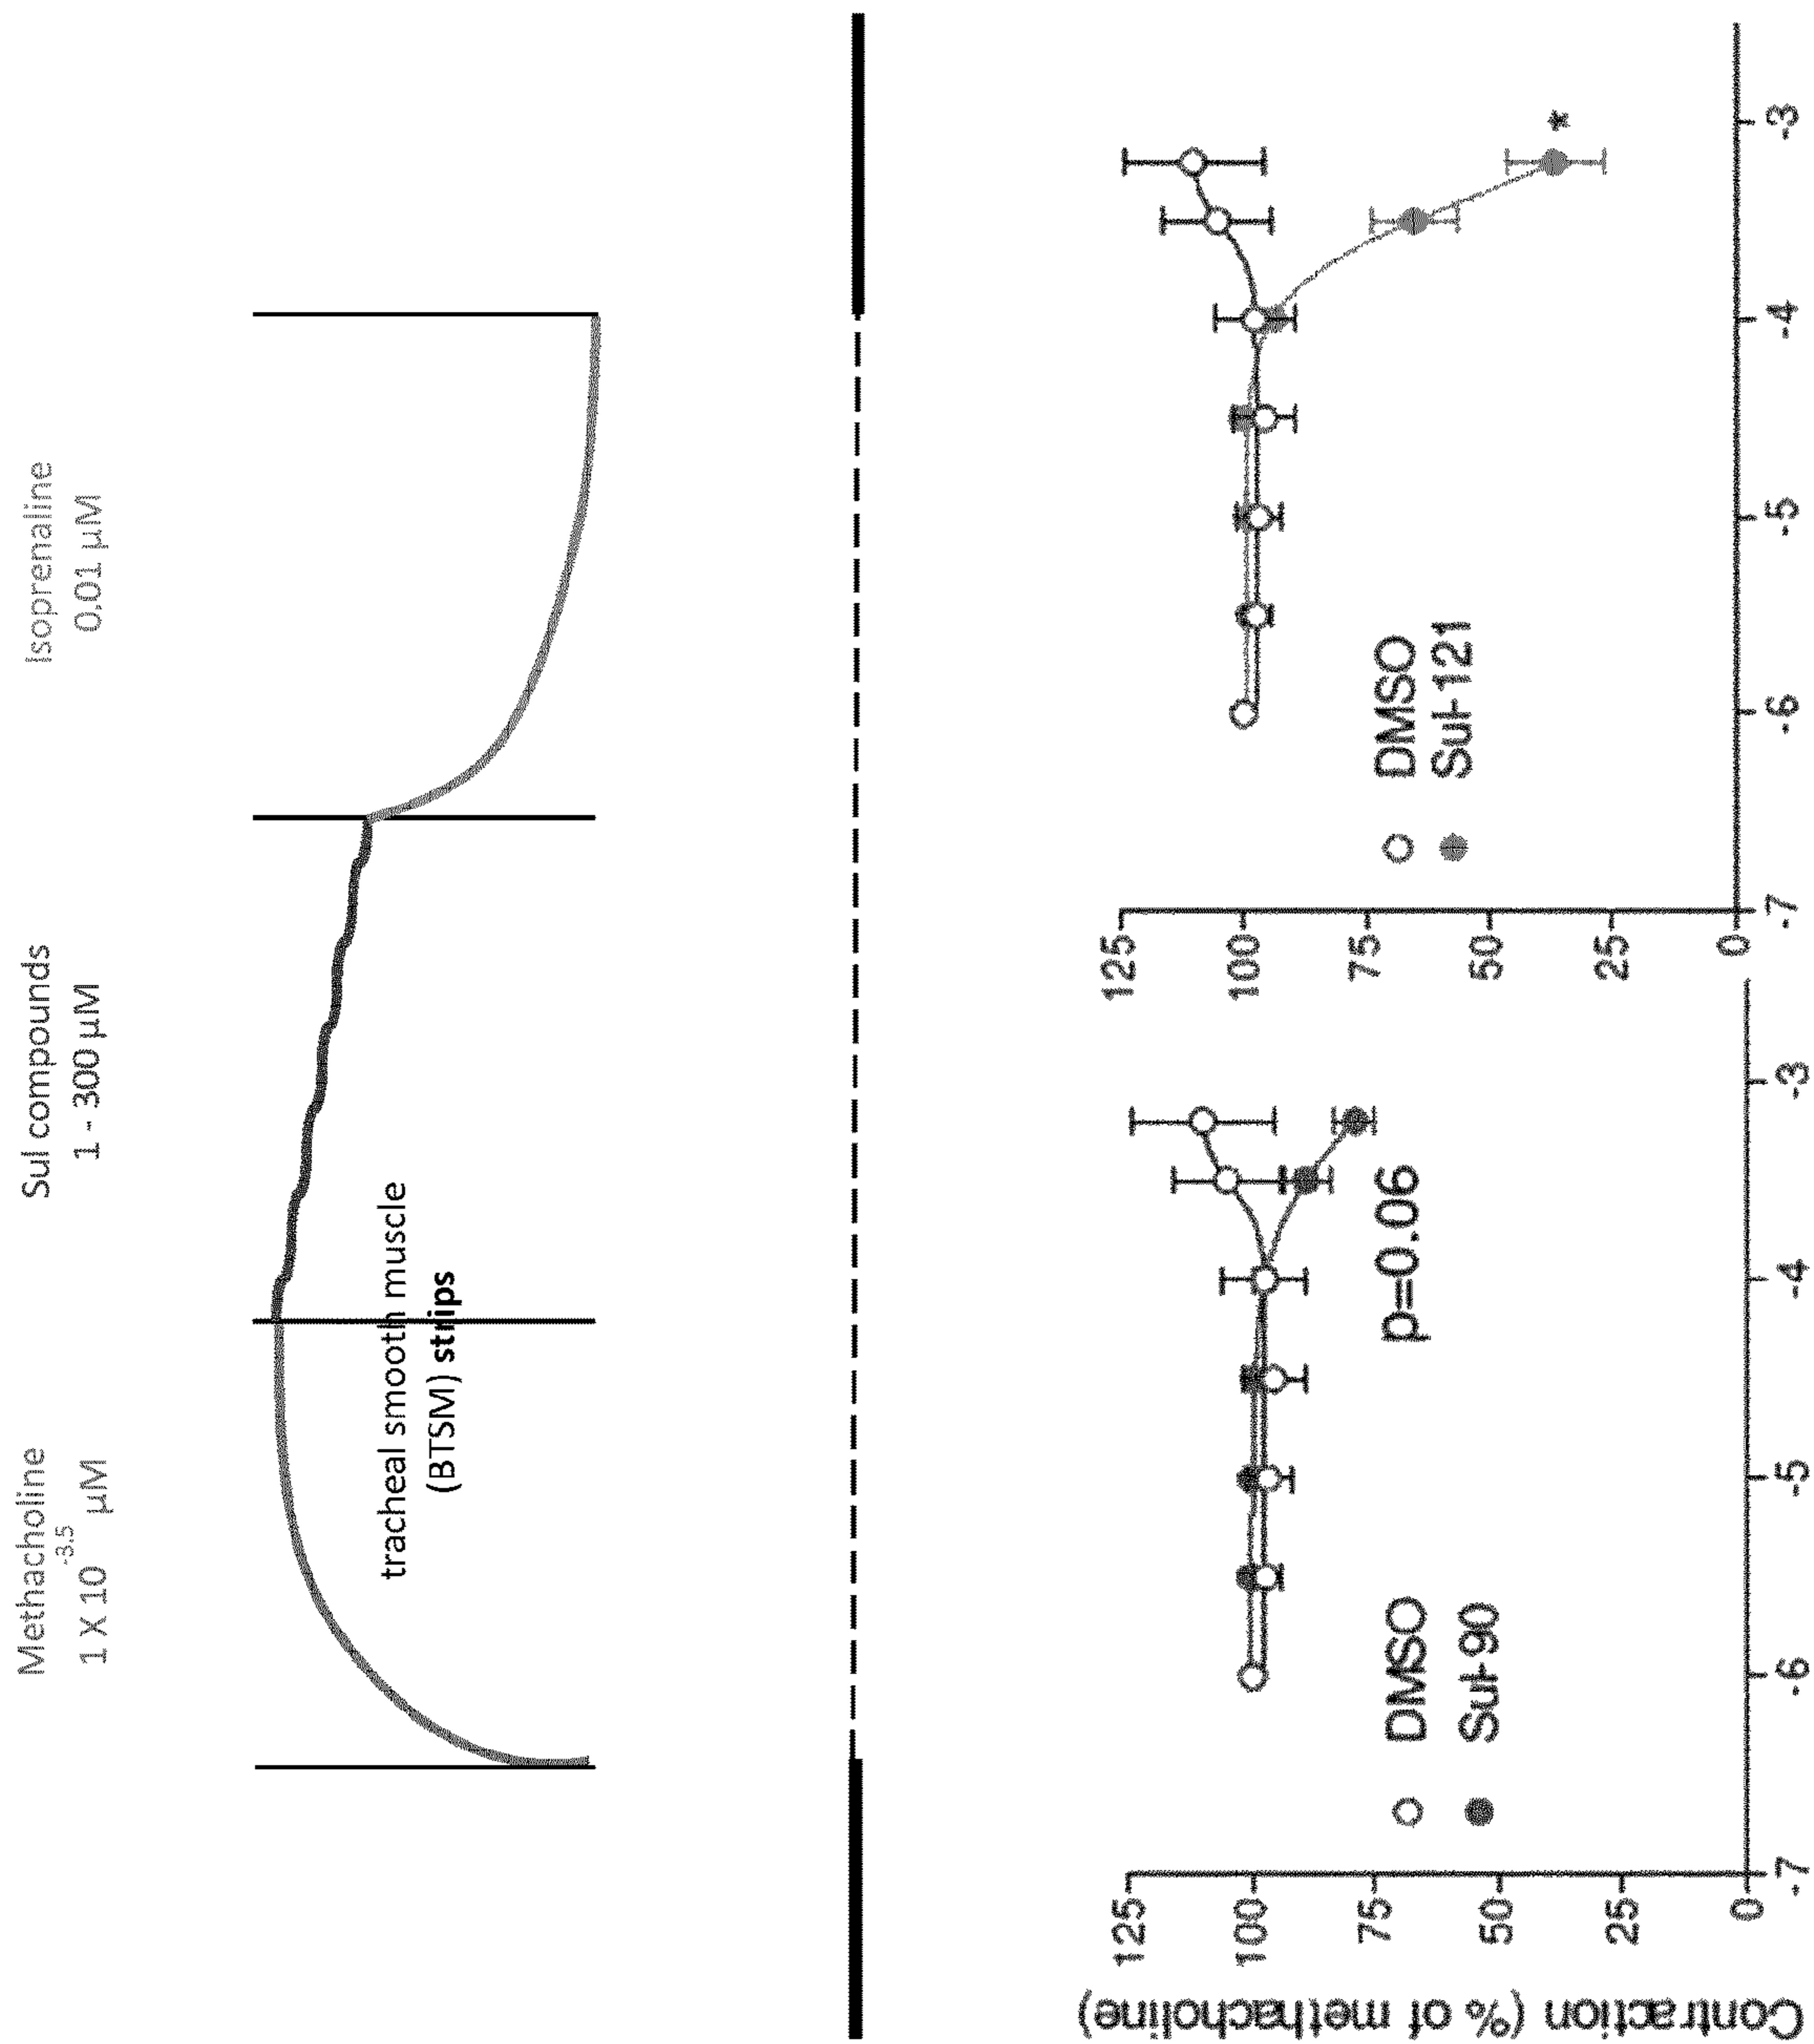 Methacholine
1 X 10 -3.5 µM
Sul compounds
1 - 300 µM
Isoprenaline
0.01 µM
tracheal smooth muscle
(BTSM) strips
Contraction (% of methacholine)
125
100
75
50
25
0
-7
-6
-5
-4
-3
DMSO
Sul-90
p=0.06
125
100
75
50
25
0
-7
-6
-5
-4
-3
DMSO
Sul-121
*